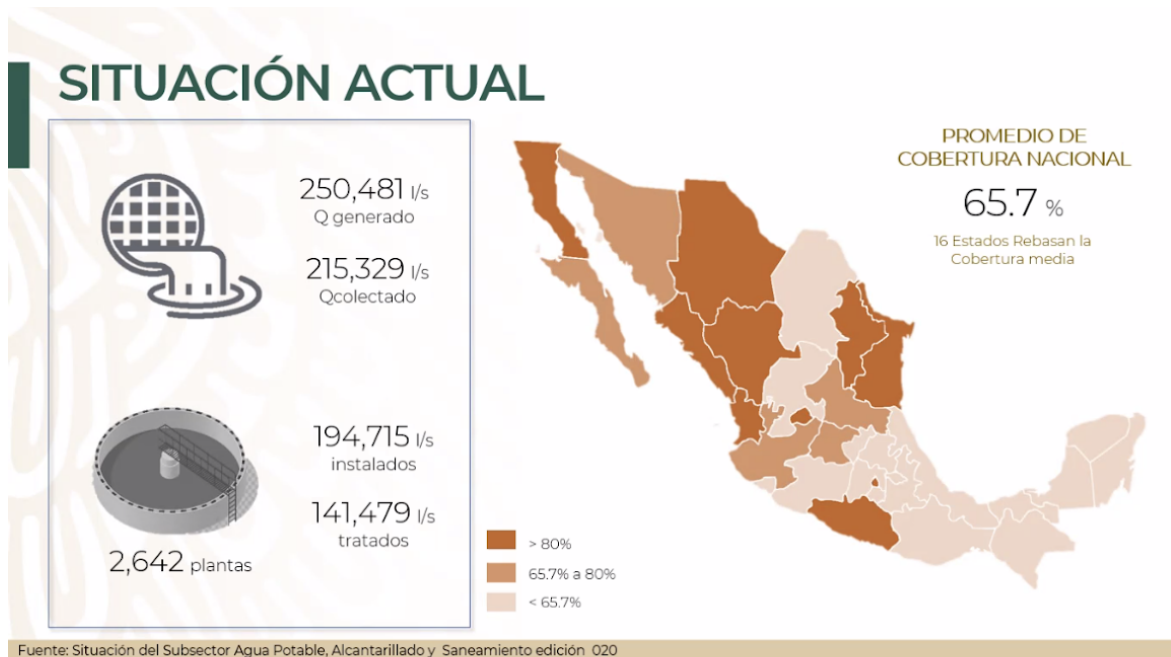 SITUACIÓN ACTUAL
250,481 l/s
Q generado
215,329 l/s
Qcolectado
194,715 l/s
instalados
141,479 l/s
tratados
2,642 plantas
PROMEDIO DE
COBERTURA NACIONAL
65.7 %
16 Estados Rebasan la
Cobertura media
> 80%
65.7% a 80%
< 65.7%
Fuente: Situación del Subsector Agua Potable, Alcantarillado y Saneamiento edición 020